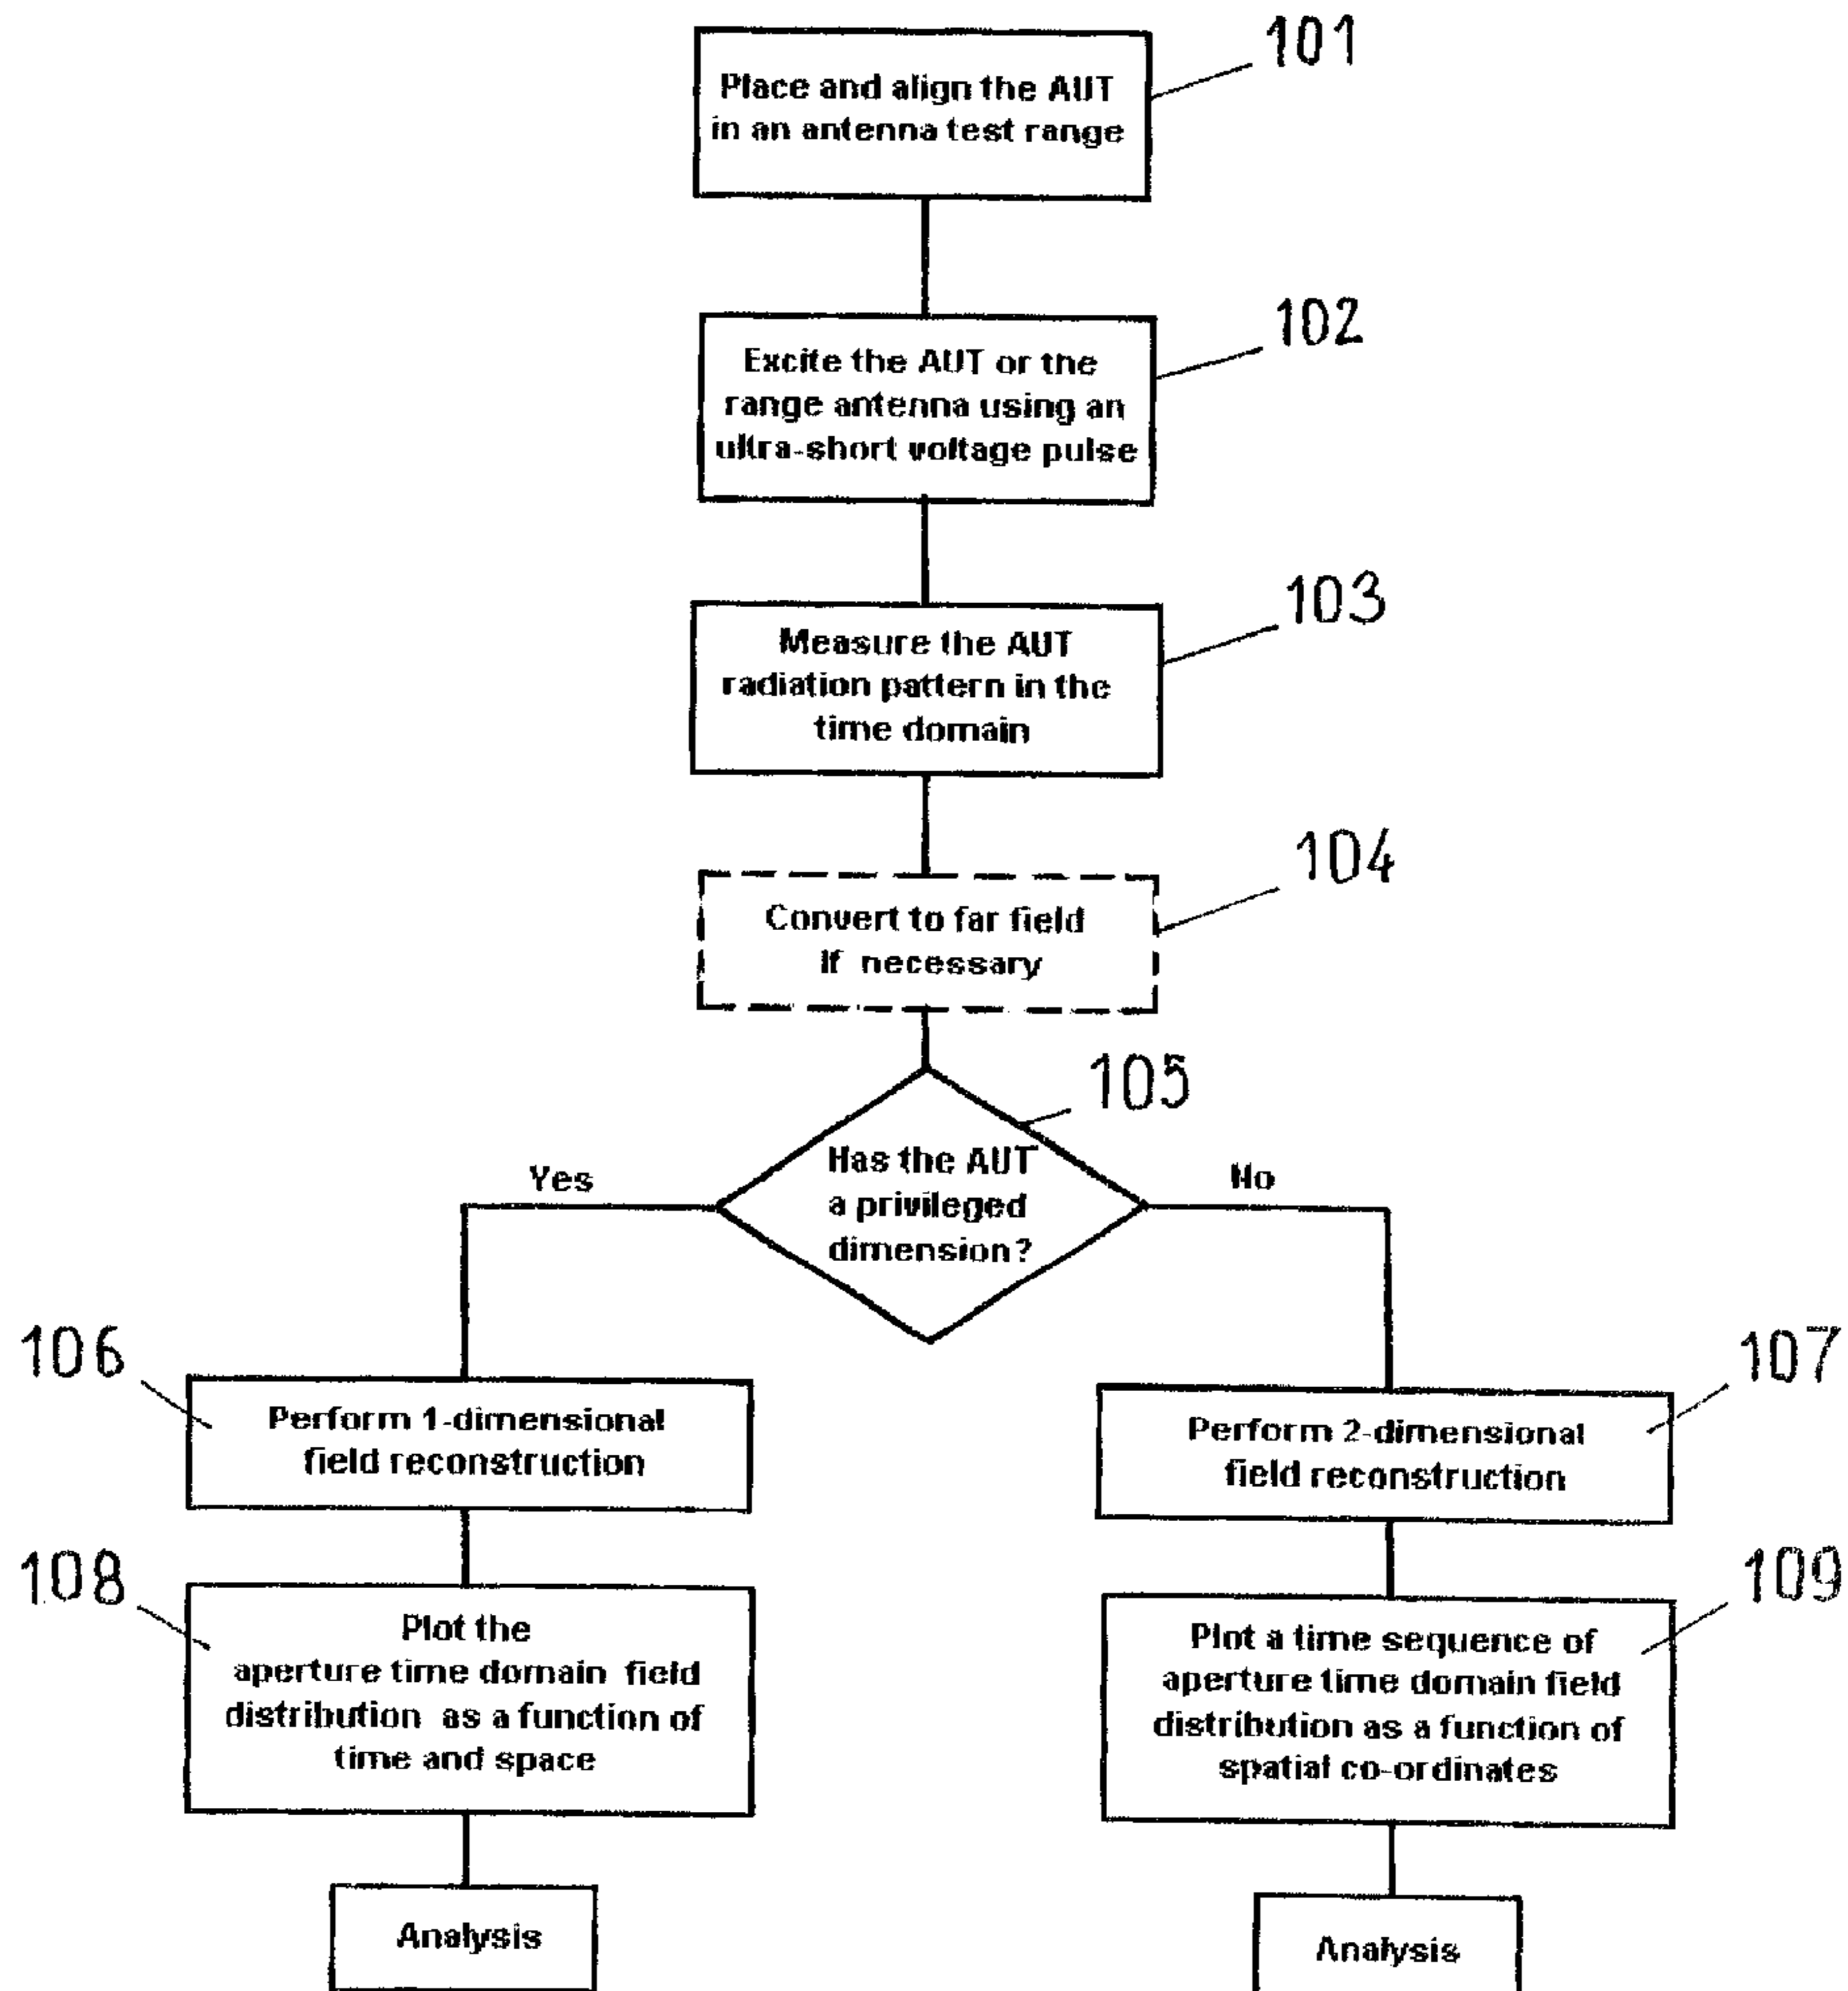 101
Place and align the AUT
in an antenna test range
102
Excite the AUT or the
range antenna using an
ultra-short voltage pulse
103
Measure the AUT
radiation pattern in the
time domain
104
Convert to far field
If necessary
105
Has the AUT
a privileged
dimension?
Yes
No
106
Perform 1-dimensional
field reconstruction
107
Perform 2-dimensional
field reconstruction
108
Plot the
aperture time domain field
distribution as a function of
time and space
109
Plot a time sequence of
aperture time domain field
distribution as a function of
spatial co-ordinates
Analysis
Analysis